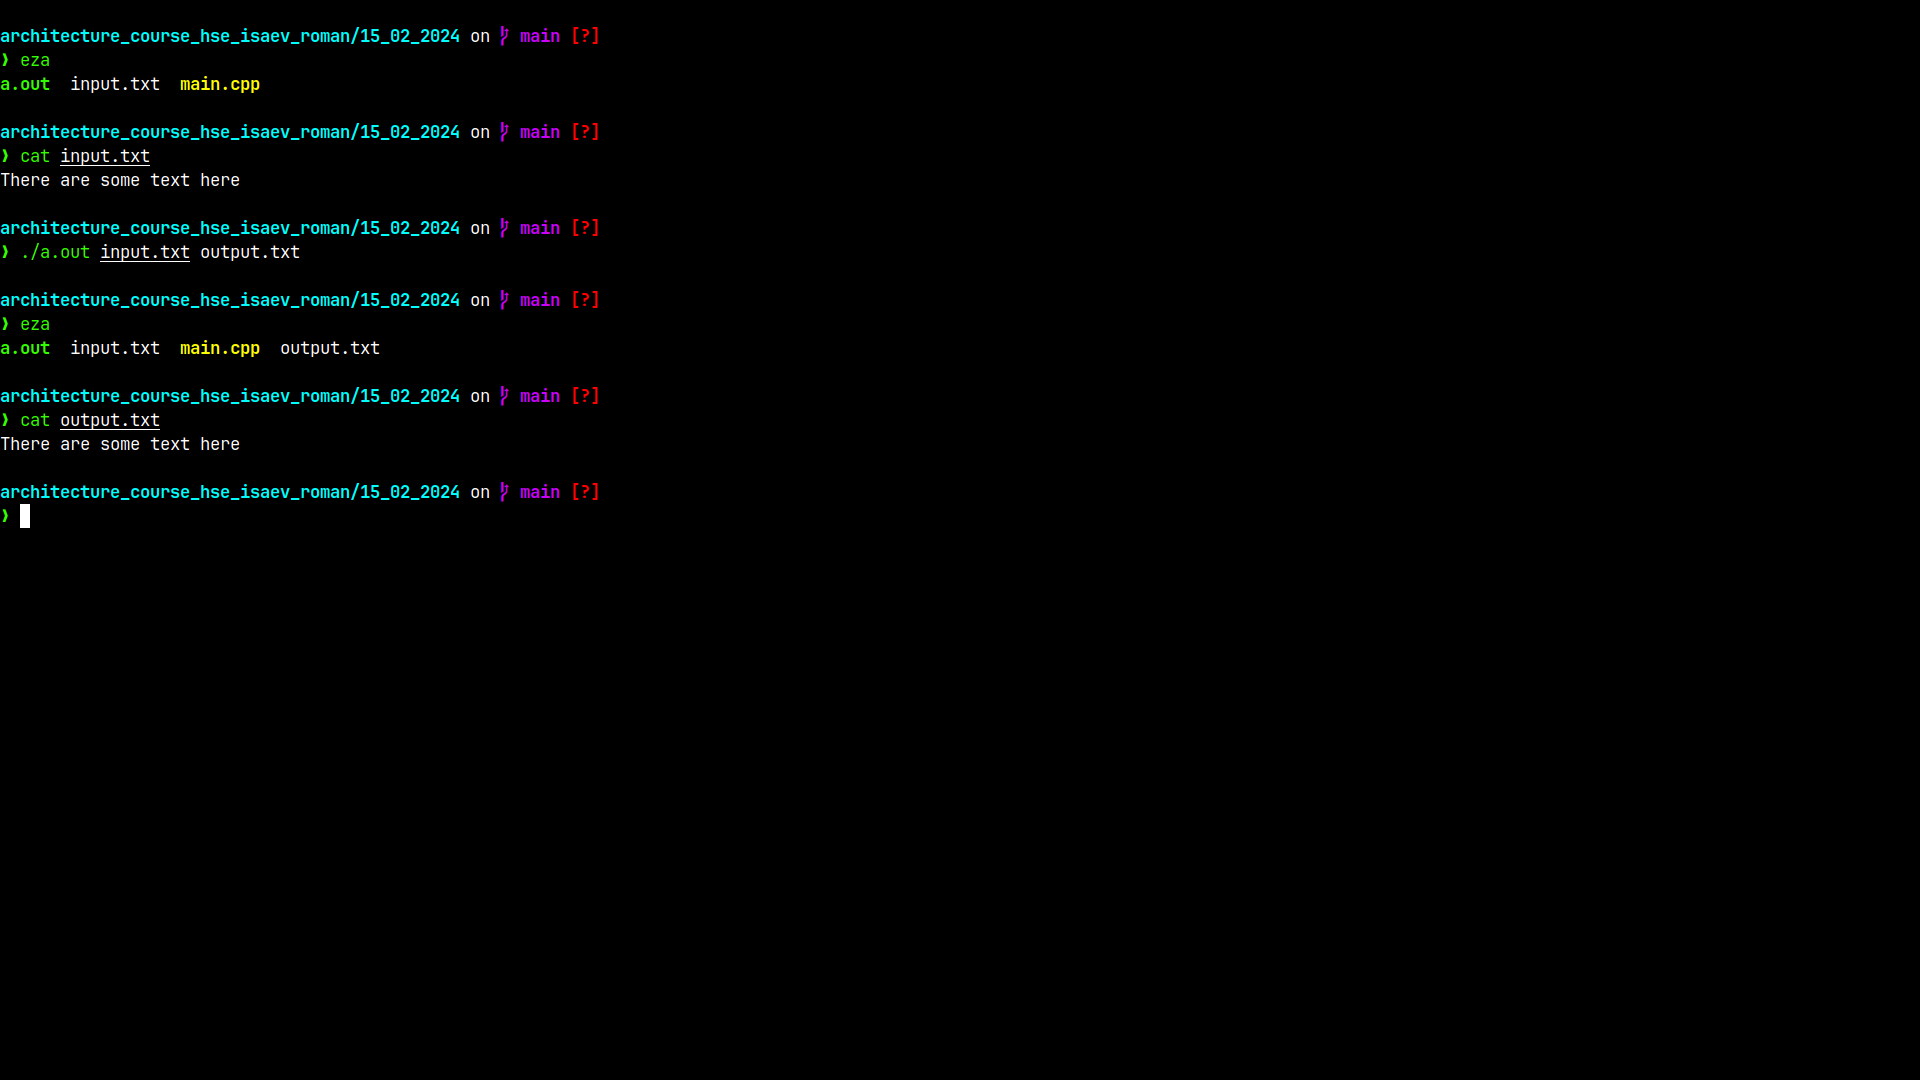 architecture_course_hse_isaev_roman/15_02_2024 on  main [?]
❯ eza
a.out  input.txt  main.cpp
architecture_course_hse_isaev_roman/15_02_2024 on  main [?]
❯ cat input.txt
There are some text here
architecture_course_hse_isaev_roman/15_02_2024 on  main [?]
❯ ./a.out input.txt output.txt
architecture_course_hse_isaev_roman/15_02_2024 on  main [?]
❯ eza
a.out  input.txt  main.cpp  output.txt
architecture_course_hse_isaev_roman/15_02_2024 on  main [?]
❯ cat output.txt
There are some text here
architecture_course_hse_isaev_roman/15_02_2024 on  main [?]
❯